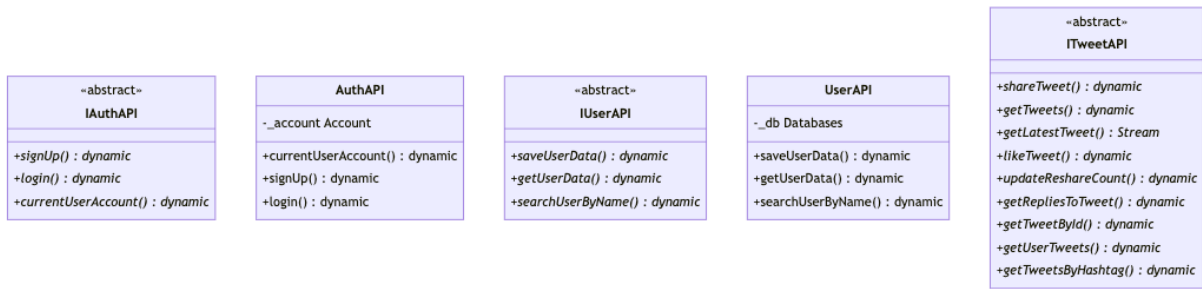 «abstract»
IAuthAPI
+signUp() : dynamic
+login() : dynamic
+currentUserAccount() : dynamic
AuthAPI
-_account Account
+currentUserAccount() : dynamic
+signUp() : dynamic
+login() : dynamic
«abstract»
IUserAPI
+saveUserData() : dynamic
+getUserData() : dynamic
+searchUserByName() : dynamic
UserAPI
-_db Databases
+saveUserData() : dynamic
+getUserData() : dynamic
+searchUserByName() : dynamic
«abstract»
ITweetAPI
+shareTweet() : dynamic
+getTweets() : dynamic
+getLatestTweet() : Stream
+likeTweet() : dynamic
+updateReshareCount() : dynamic
+getRepliesToTweet() : dynamic
+getTweetById() : dynamic
+getUserTweets() : dynamic
+getTweetsByHashtag() : dynamic